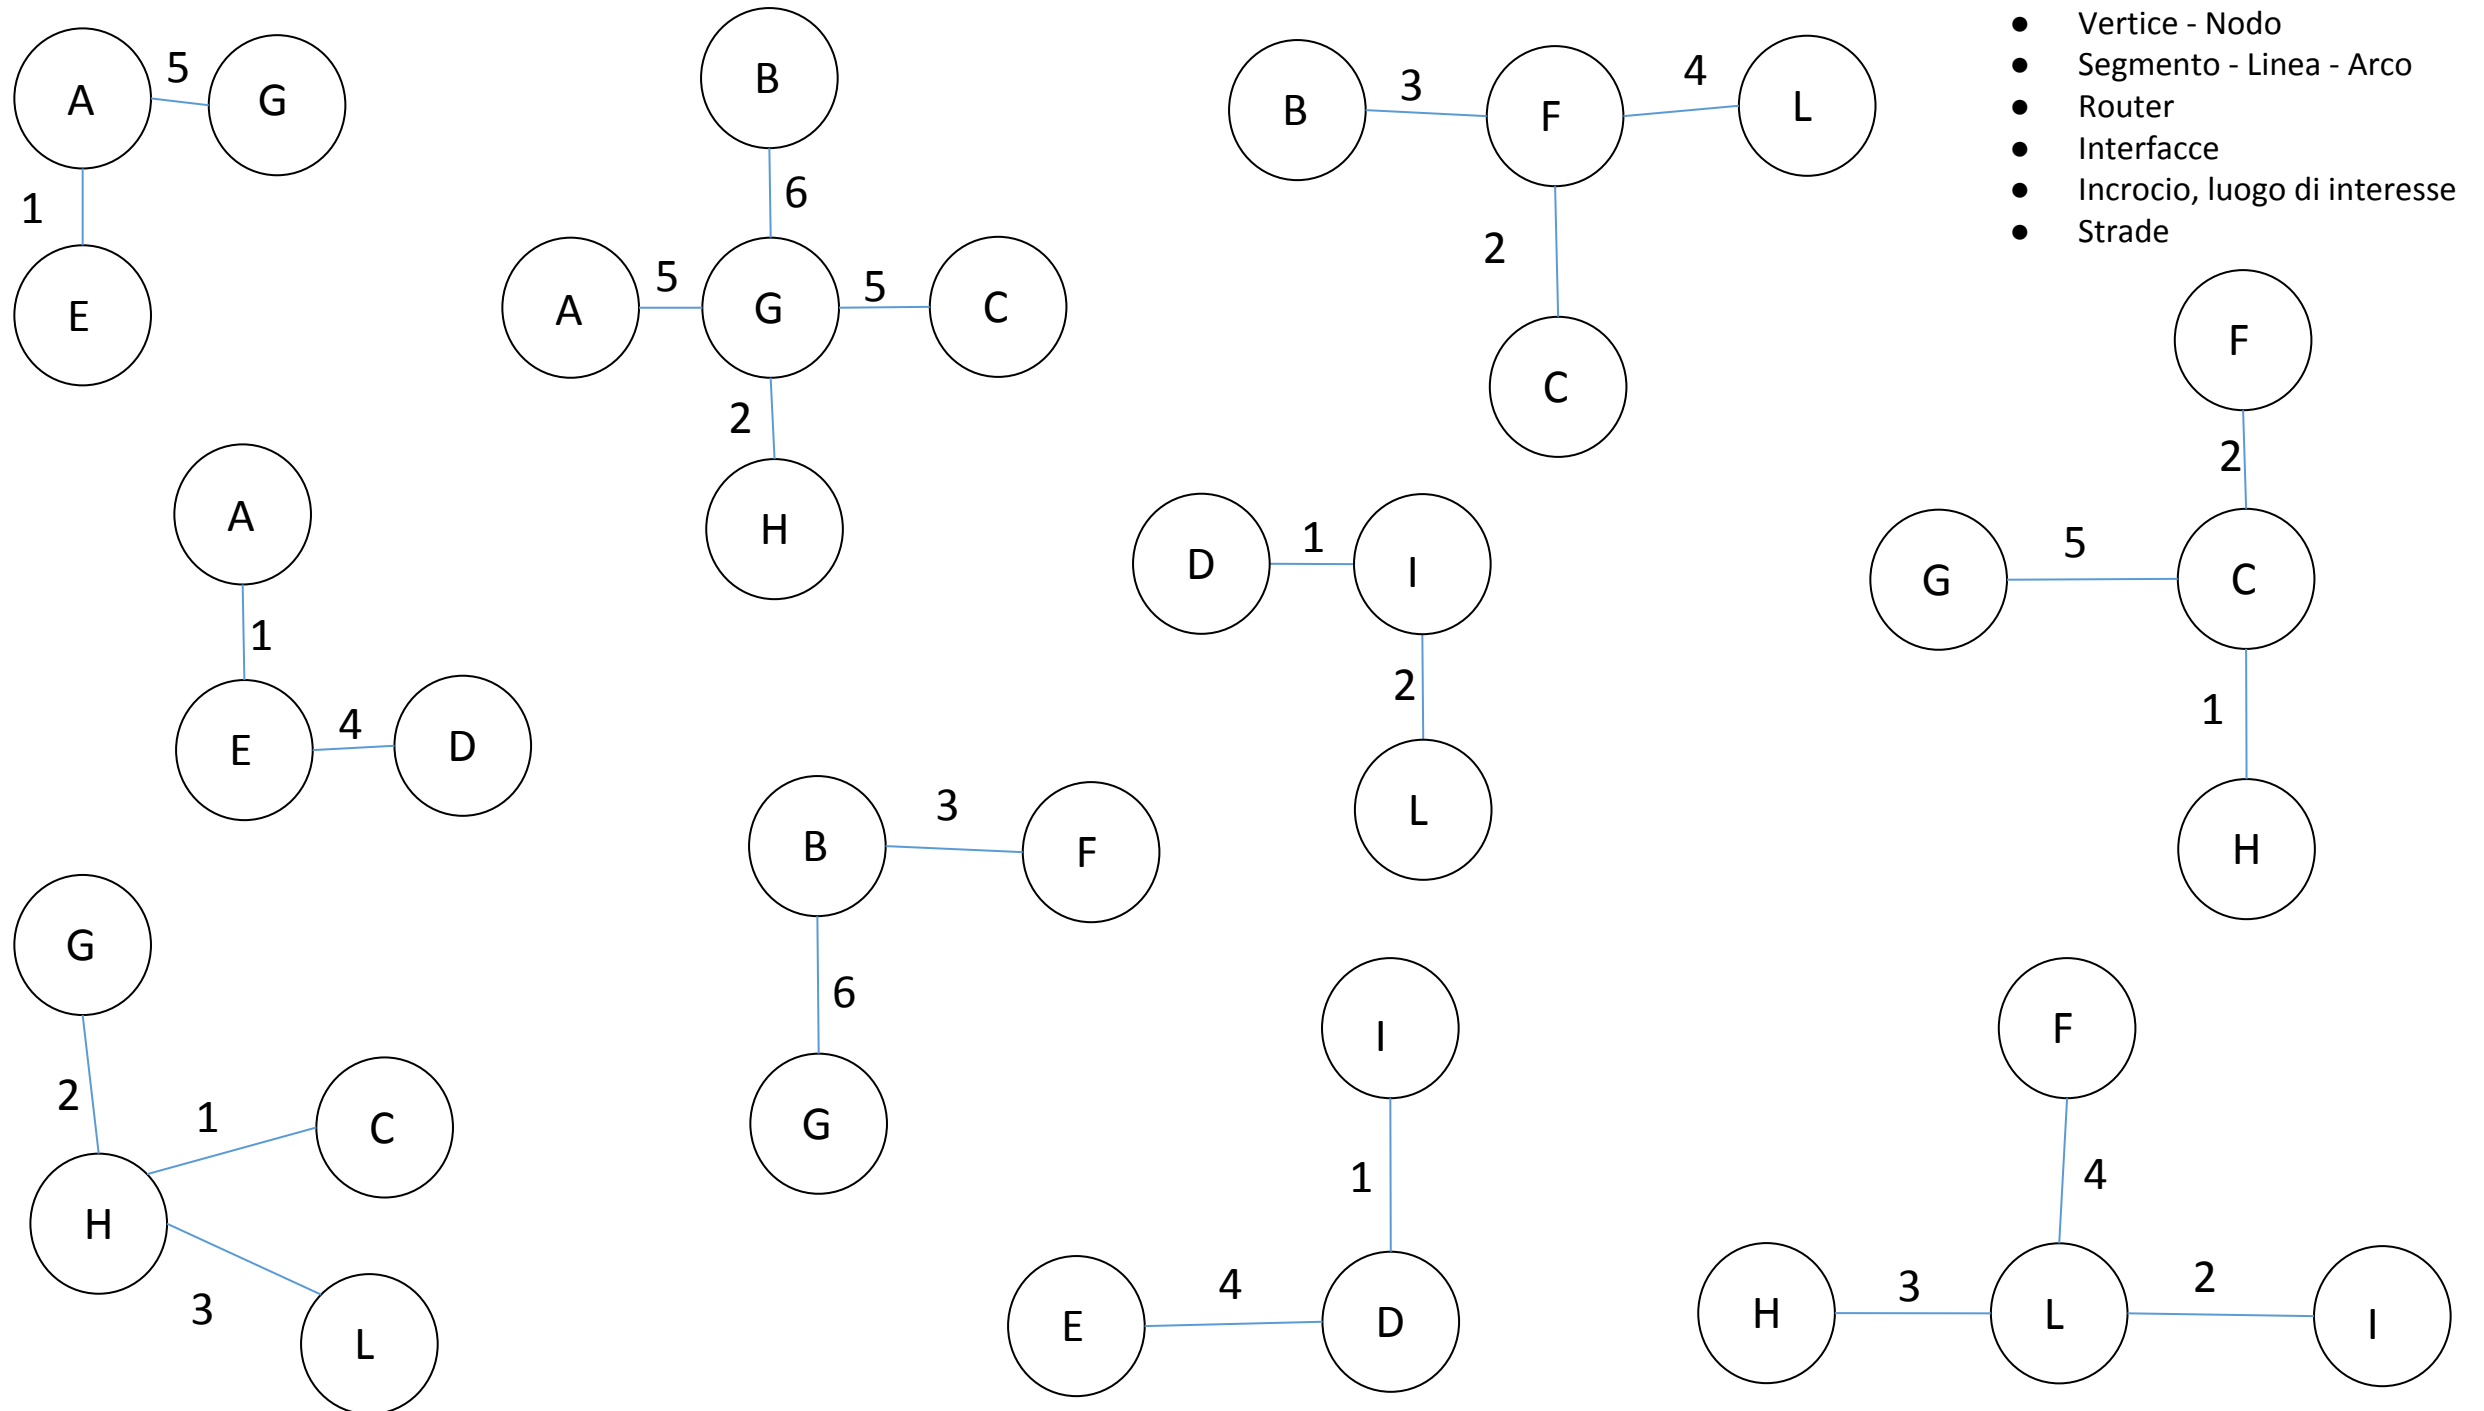 A
5
G
1
E
B
6
A
5
G
5
C
2
H
B
3
F
4
L
2
C
● Vertice - Nodo
● Segmento - Linea - Arco
● Router
● Interfacce
● Incrocio, luogo di interesse
● Strade
A
1
E
4
D
D
1
I
2
L
F
2
G
5
C
1
H
B
3
F
6
G
G
2
1
C
H
3
L
I
1
E
4
D
F
4
H
3
L
2
I